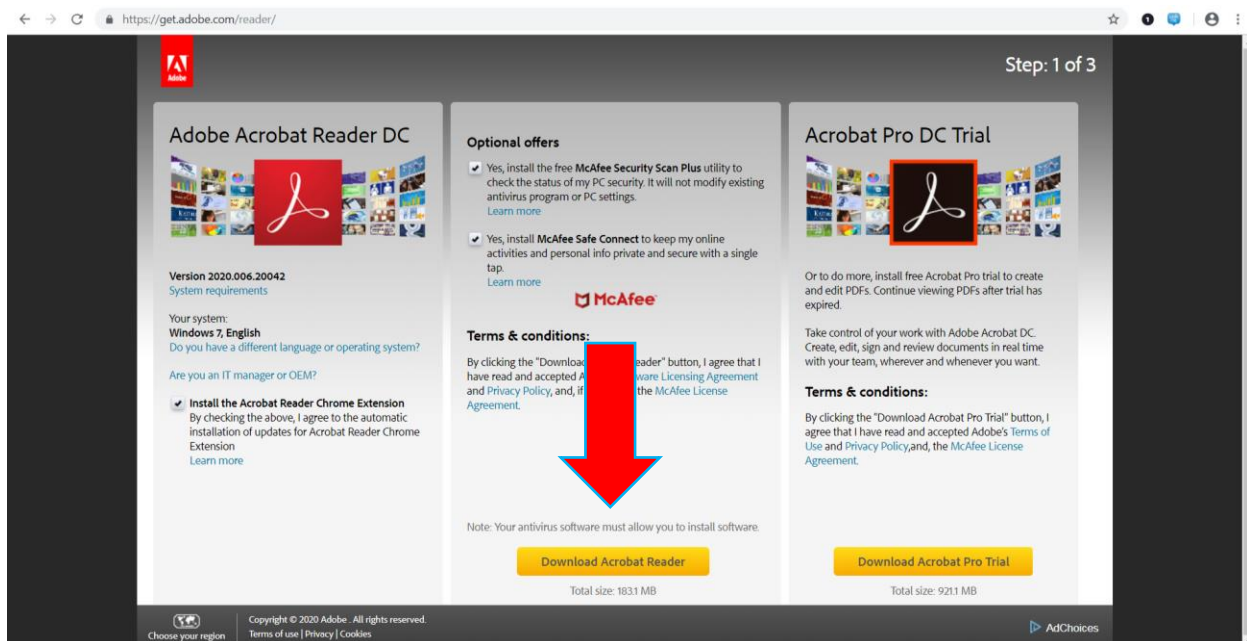 https://get.adobe.com/reader/
Adobe
Step: 1 of 3
Adobe Acrobat Reader DC
Version 2020.006.20042
System requirements
Your system:
Windows 7, English
Do you have a different language or operating system?
Are you an IT manager or OEM?
Install the Acrobat Reader Chrome Extension
By checking the above, I agree to the automatic
installation of updates for Acrobat Reader Chrome
Extension
Learn more
Optional offers
Yes, install the free McAfee Security Scan Plus utility to
check the status of my PC security. It will not modify existing
antivirus program or PC settings.
Learn more
Yes, install McAfee Safe Connect to keep my online
activities and personal info private and secure with a single
tap.
Learn more
McAfee
Terms & conditions:
By clicking the "Download eader" button, I agree that I
have read and accepted A ware Licensing Agreement
and Privacy Policy, and, if the McAfee License
Agreement.
Note: Your antivirus software must allow you to install software.
Download Acrobat Reader
Total size: 183.1 MB
Acrobat Pro DC Trial
Or to do more, install free Acrobat Pro trial to create
and edit PDFs. Continue viewing PDFs after trial has
expired.
Take control of your work with Adobe Acrobat DC.
Create, edit, sign and review documents in real time
with your team, wherever and whenever you want.
Terms & conditions:
By clicking the "Download Acrobat Pro Trial" button, I
agree that I have read and accepted Adobe's Terms of
Use and Privacy Policy,and, the McAfee License
Agreement.
Download Acrobat Pro Trial
Total size: 921.1 MB
Choose your region
Copyright © 2020 Adobe . All rights reserved.
Terms of use | Privacy | Cookies
AdChoices